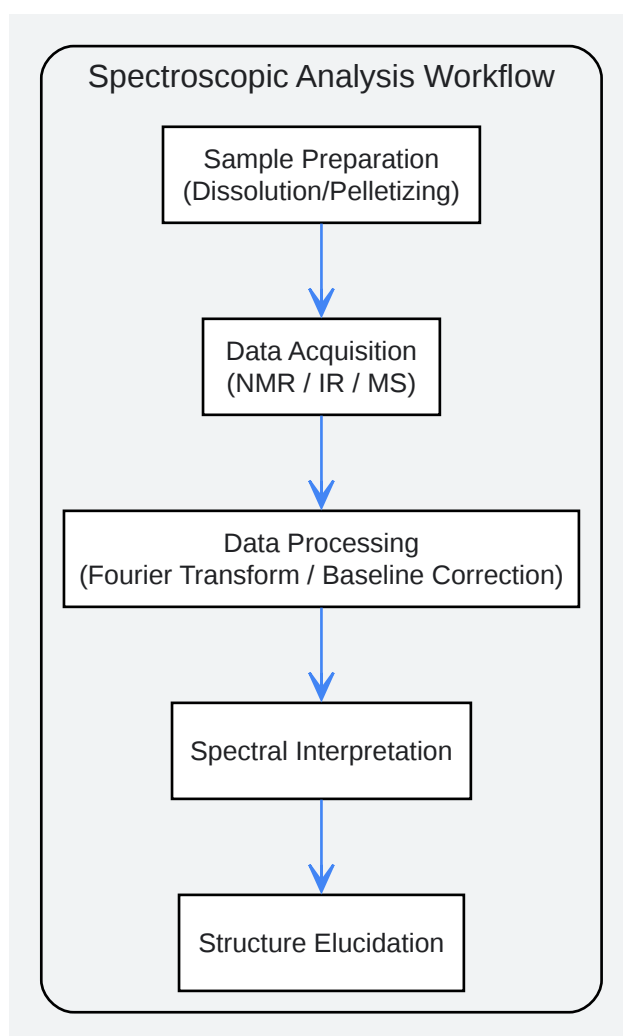 Spectroscopic Analysis Workflow
Sample Preparation
(Dissolution/Pelletizing)
Data Acquisition
(NMR / IR / MS)
Data Processing
(Fourier Transform / Baseline Correction)
Spectral Interpretation
Structure Elucidation